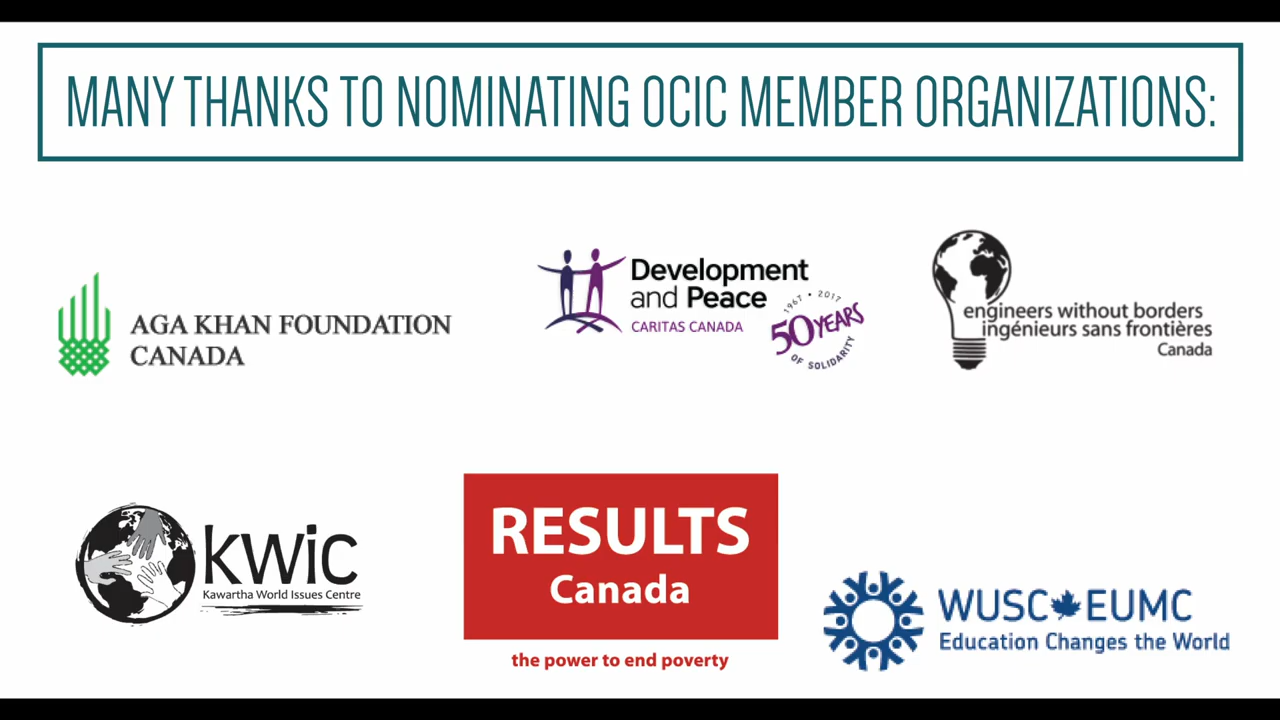 MANY THANKS TO NOMINATING OCIC MEMBER ORGANIZATIONS:
AGA KHAN FOUNDATION
CANADA
Development
and Peace
CARITAS CANADA
1967 • 2017
50 YEARS
OF SOLIDARITY
engineers without borders
ingénieurs sans frontières
Canada
kwic
Kawartha World Issues Centre
RESULTS
Canada
the power to end poverty
WUSC EUMC
Education Changes the World